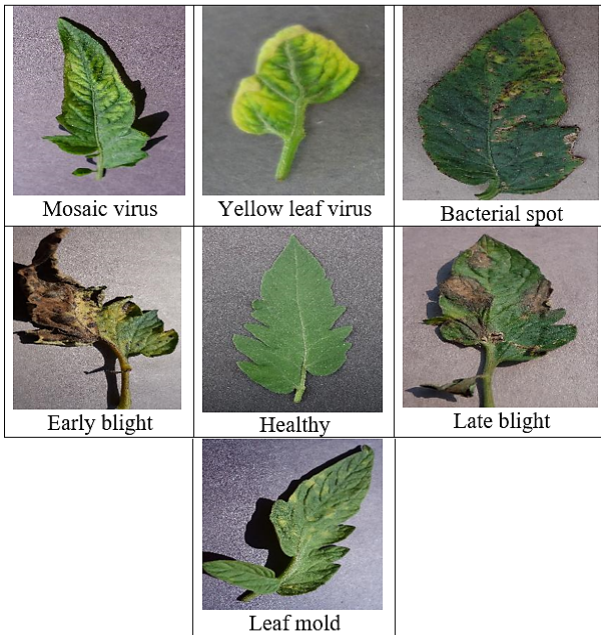 Mosaic virus
Yellow leaf virus
Bacterial spot
Early blight
Healthy
Late blight
Leaf mold